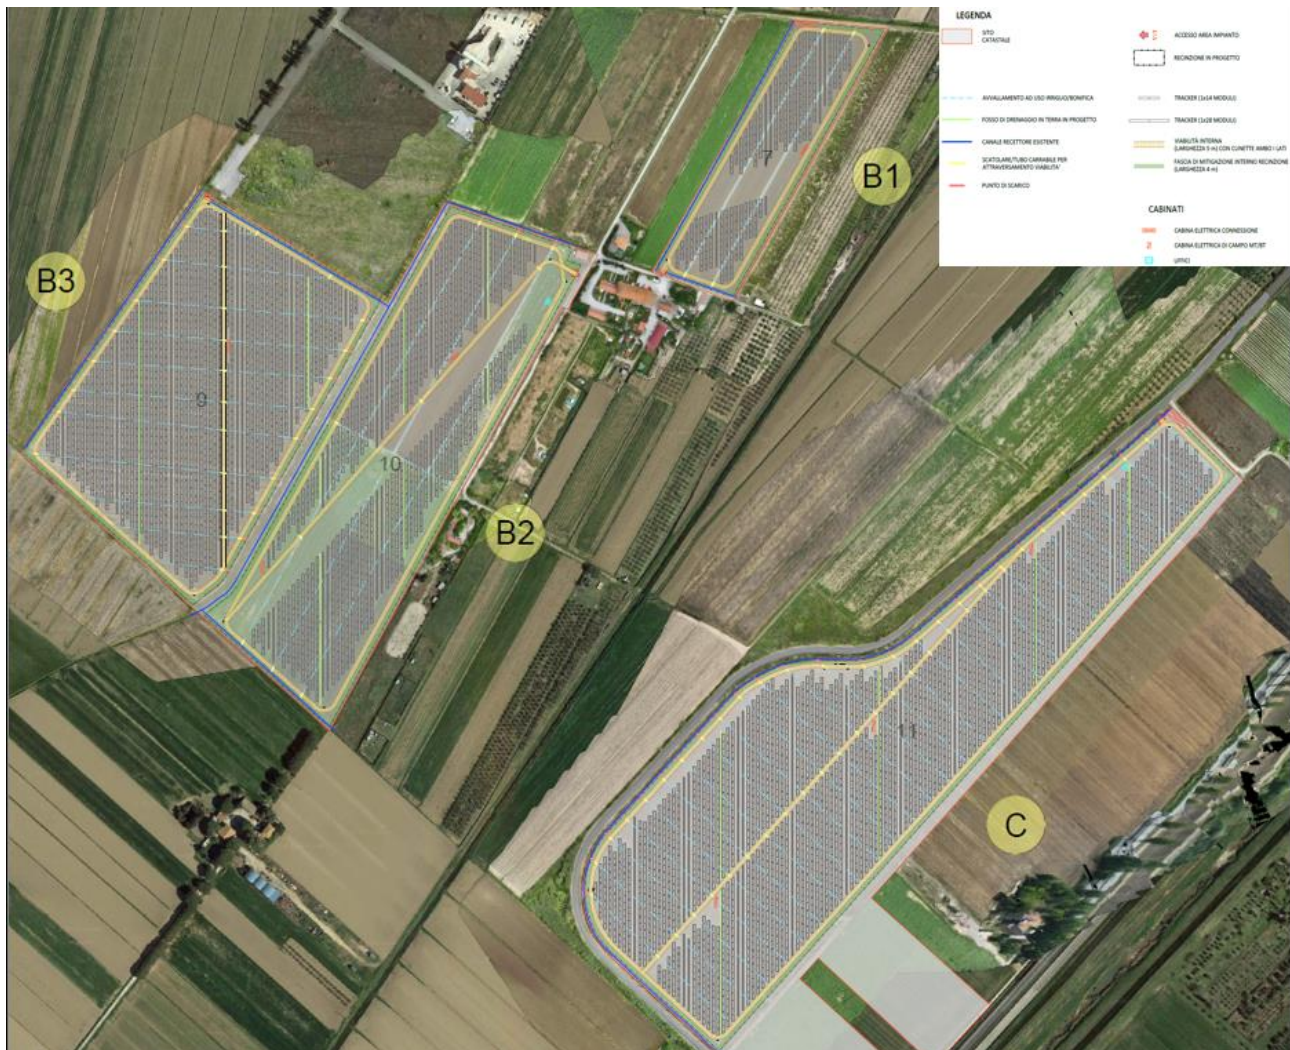 LEGENDA
SITO
CATASTALE
ACCESSO AREA IMPIANTO
RECINZIONE IN PROGETTO
AVVALLAMENTO AD USO IRRIGUO/BONIFICA
TRACKER (1x14 MODULI)
FOSSO DI DRENAGGIO IN TERRA IN PROGETTO
TRACKER (1x28 MODULI)
CANALE RECETTORE ESISTENTE
VIABILITÀ INTERNA
(LARGHEZZA 5 m) CON CUNETTE AMBO I LATI
SCATOLARE/TUBO CARRABILE PER
ATTRAVERSAMENTO VIABILITA'
FASCIA DI MITIGAZIONE INTERNO RECINZIONE
(LARGHEZZA 4 m)
PUNTO DI SCARICO
CABINATI
CABINA ELETTRICA CONNESSIONE
CABINA ELETTRICA DI CAMPO MT/BT
UFFICI
7
B1
B3
9
10
B2
11
C